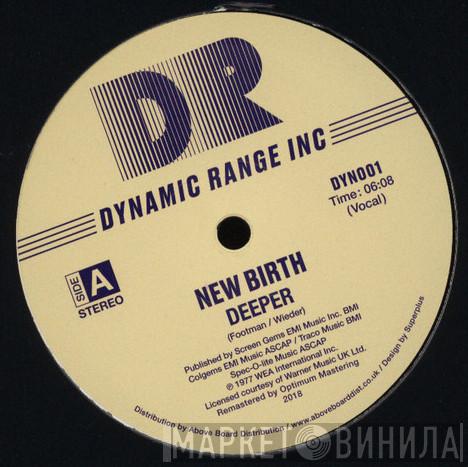 DR
DYNAMIC RANGE INC
DYN001
Time: 06:08
(Vocal)
SIDE A
STEREO
NEW BIRTH
DEEPER
(Footman / Wieder)
Published by Screen Gems EMI Music Inc. BMI
Colgems EMI Music ASCAP / Traco Music BMI
Spec-O-lite Music ASCAP
℗ 1977 WEA International Inc.
Licensed courtesy of Warner Music UK Ltd.
Remastered by Optimum Mastering
2018
Distribution by Above Board Distribution / www.aboveboarddist.co.uk / Design by Superplus
МАРКЕТ ВИНИЛА